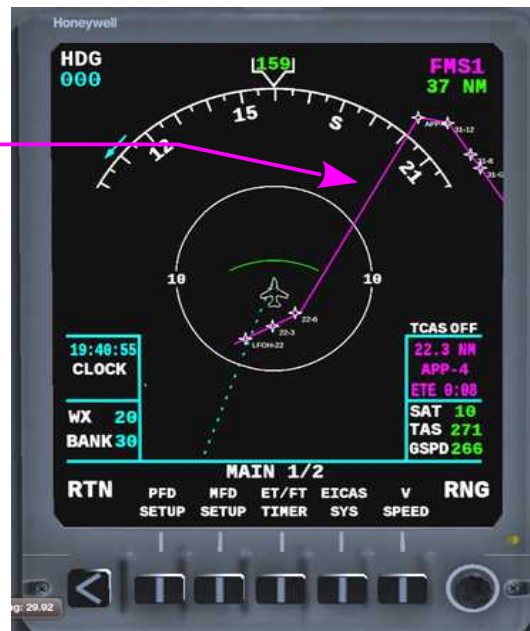 Honeywell
HDG
000
159
FMS1
37 NM
12
15
S
21
APP-4
31-12
31-6
31-G
10
10
22-6
22-3
LFOH-22
TCAS OFF
22.3 NM
APP-4
ETE 0:08
19:40:55
CLOCK
WX 20
BANK 30
SAT 10
TAS 271
GSPD 266
MAIN 1/2
RTN
PFD SETUP
MFD SETUP
ET/FT TIMER
EICAS SYS
V SPEED
RNG
ng: 29.92